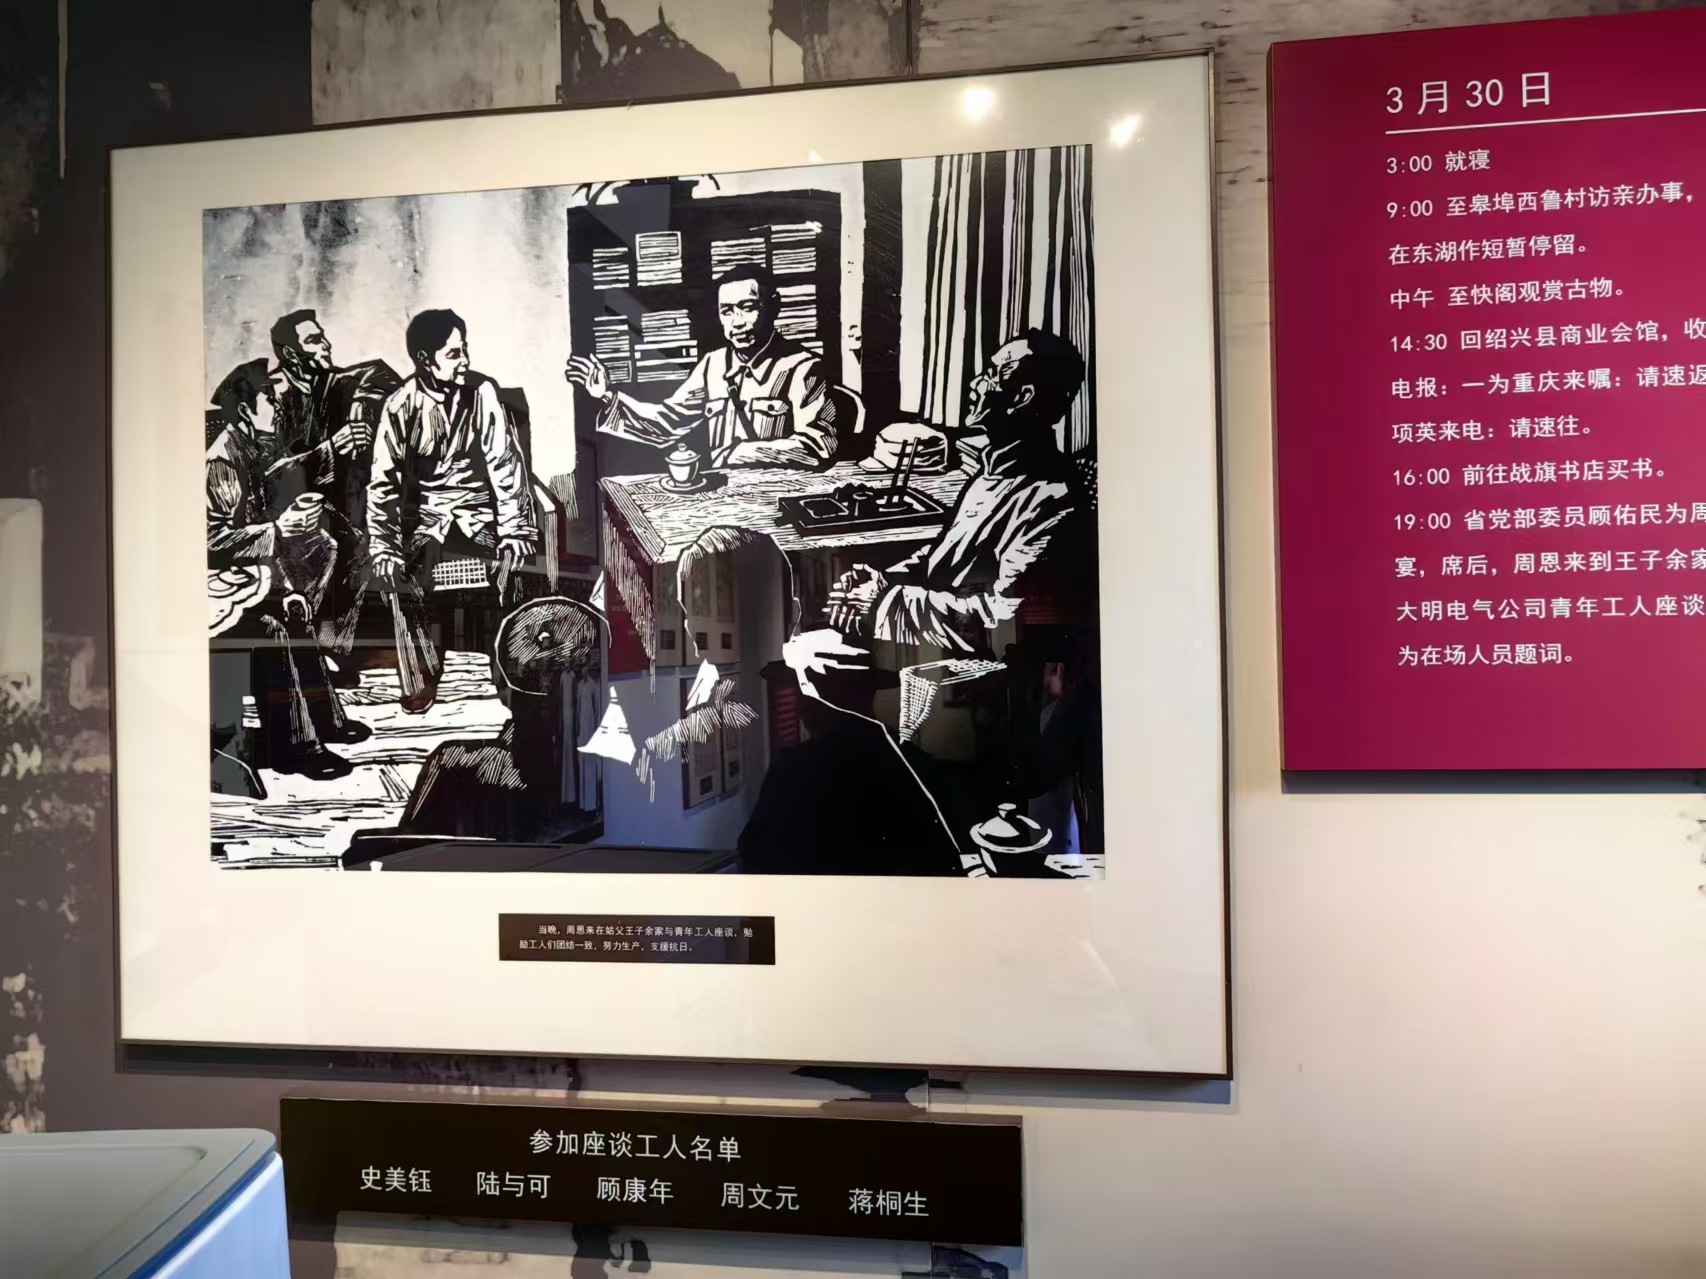 当晚，周恩来在姑父王子余家与青年工人座谈，勉
励工人们团结一致，努力生产，支援抗日。
参加座谈工人名单
史美钰 陆与可 顾康年 周文元 蒋桐生
3月30日
3:00 就寝
9:00 至皋埠西鲁村访亲办事，
在东湖作短暂停留。
中午 至快阁观赏古物。
14:30 回绍兴县商业会馆，收
电报：一为重庆来嘱：请速返
项英来电：请速往。
16:00 前往战旗书店买书。
19:00 省党部委员顾佑民为周
宴，席后，周恩来到王子余家
大明电气公司青年工人座谈
为在场人员题词。